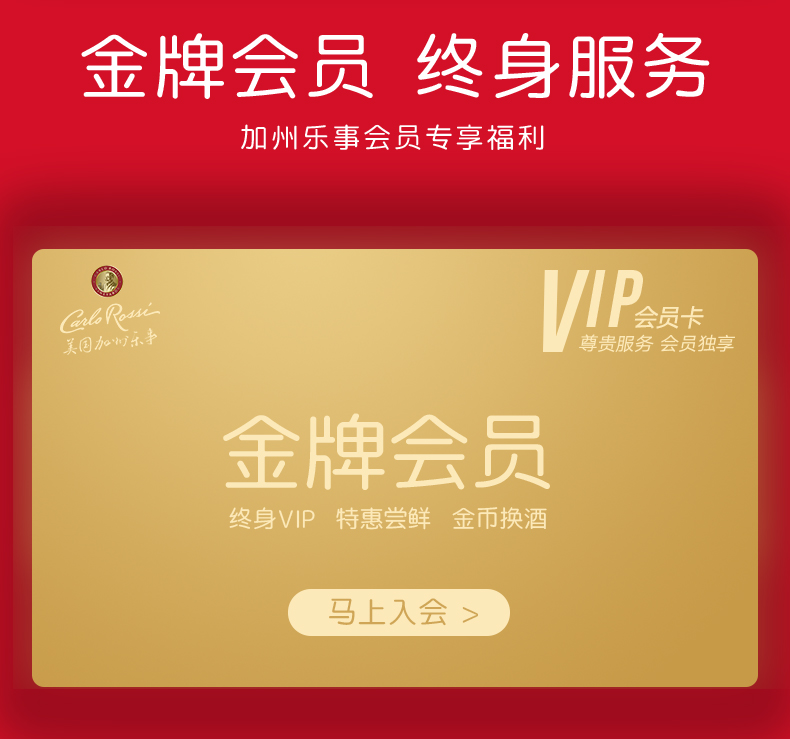 金牌会员 终身服务
加州乐事会员专享福利
Carlo Rossi
美国加州乐事
VIP会员卡
尊贵服务 会员独享
金牌会员
终身VIP 特惠尝鲜 金币换酒
马上入会 >